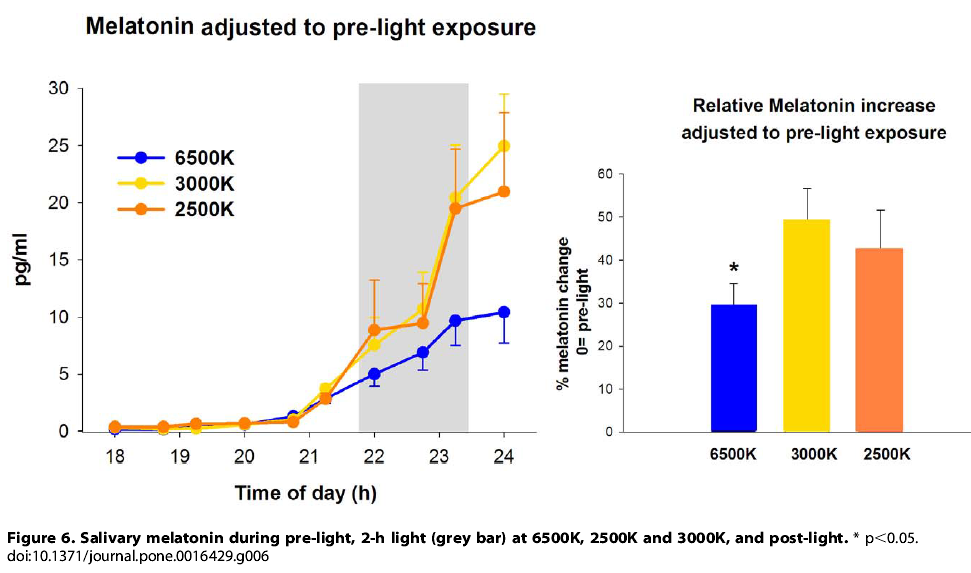 Melatonin adjusted to pre-light exposure
30
25
20
15
10
5
0
pg/ml
6500K
3000K
2500K
18 19 20 21 22 23 24
Time of day (h)
Relative Melatonin increase
adjusted to pre-light exposure
60
50
40
30
20
10
0
% melatonin change
0= pre-light
*
6500K 3000K 2500K
Figure 6. Salivary melatonin during pre-light, 2-h light (grey bar) at 6500K, 2500K and 3000K, and post-light. * p<0.05.
doi:10.1371/journal.pone.0016429.g006